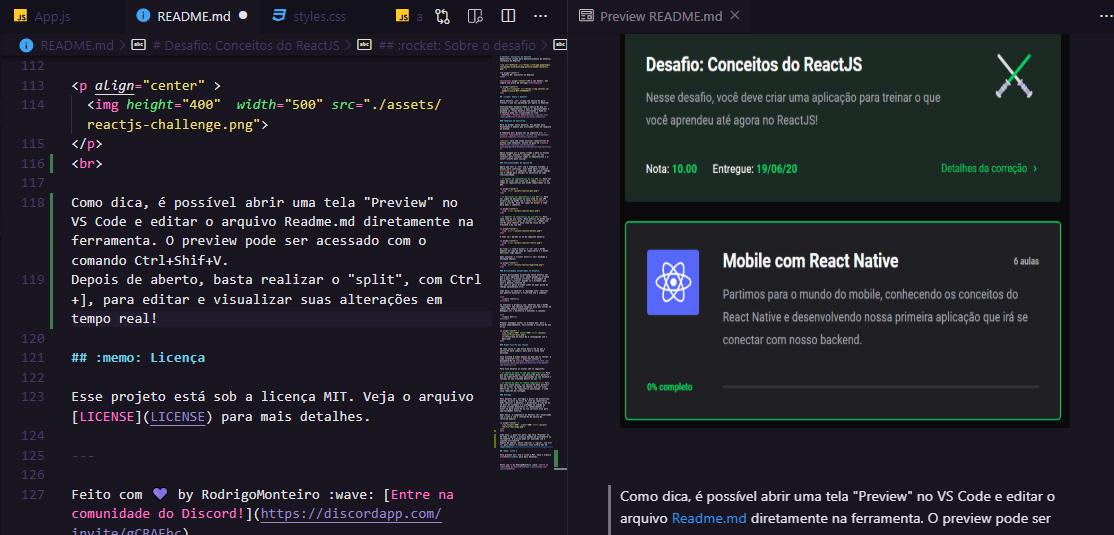 App.js
README.md
styles.css
a
Preview README.md
README.md > # Desafio: Conceitos do ReactJS > ## :rocket: Sobre o desafio >
112
113 <p align="center" >
114 <img height="400" width="500" src="./assets/
reactjs-challenge.png">
115 </p>
116 <br>
117
118 Como dica, é possível abrir uma tela "Preview" no
VS Code e editar o arquivo Readme.md diretamente na
ferramenta. O preview pode ser acessado com o
comando Ctrl+Shif+V.
119 Depois de aberto, basta realizar o "split", com Ctrl
+], para editar e visualizar suas alterações em
tempo real!
120
121 ## :memo: Licença
122
123 Esse projeto está sob a licença MIT. Veja o arquivo
[LICENSE](LICENSE) para mais detalhes.
124
125 ---
126
127 Feito com 💜 by RodrigoMonteiro :wave: [Entre na
comunidade do Discord!](https://discordapp.com/
Desafio: Conceitos do ReactJS
Nesse desafio, você deve criar uma aplicação para treinar o que
você aprendeu até agora no ReactJS!
Nota: 10.00 Entregue: 19/06/20 Detalhes da correção >
Mobile com React Native 6 aulas
Partimos para o mundo do mobile, conhecendo os conceitos do
React Native e desenvolvendo nossa primeira aplicação que irá se
conectar com nosso backend.
0% completo
Como dica, é possível abrir uma tela "Preview" no VS Code e editar o
arquivo Readme.md diretamente na ferramenta. O preview pode ser